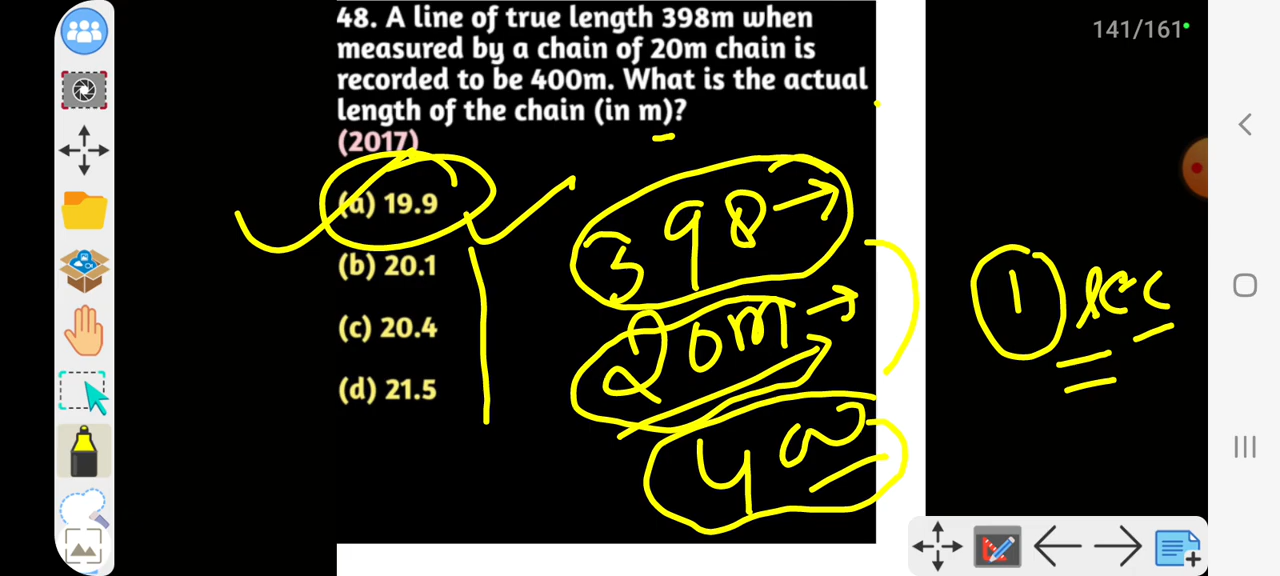 48. A line of true length 398m when
measured by a chain of 20m chain is
recorded to be 400m. What is the actual
length of the chain (in m)?
(2017)
(a) 19.9
(b) 20.1
(c) 20.4
(d) 21.5
398
20m
400
1 sec
141/161